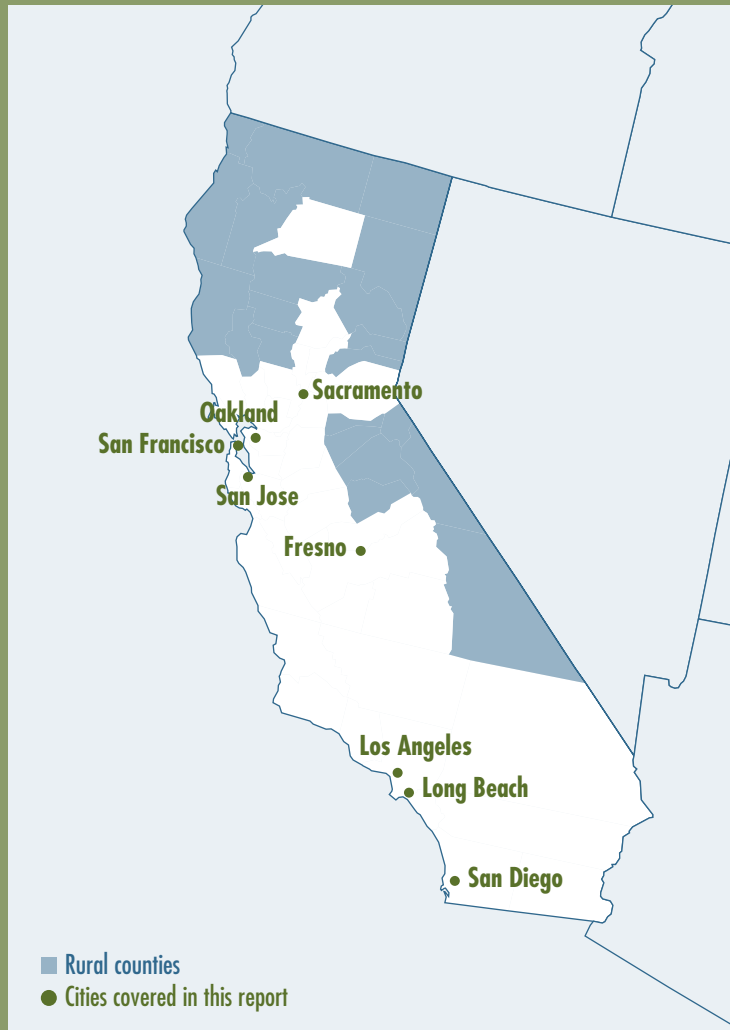 Sacramento
Oakland
San Francisco
San Jose
Fresno
Los Angeles
Long Beach
San Diego
Rural counties
Cities covered in this report